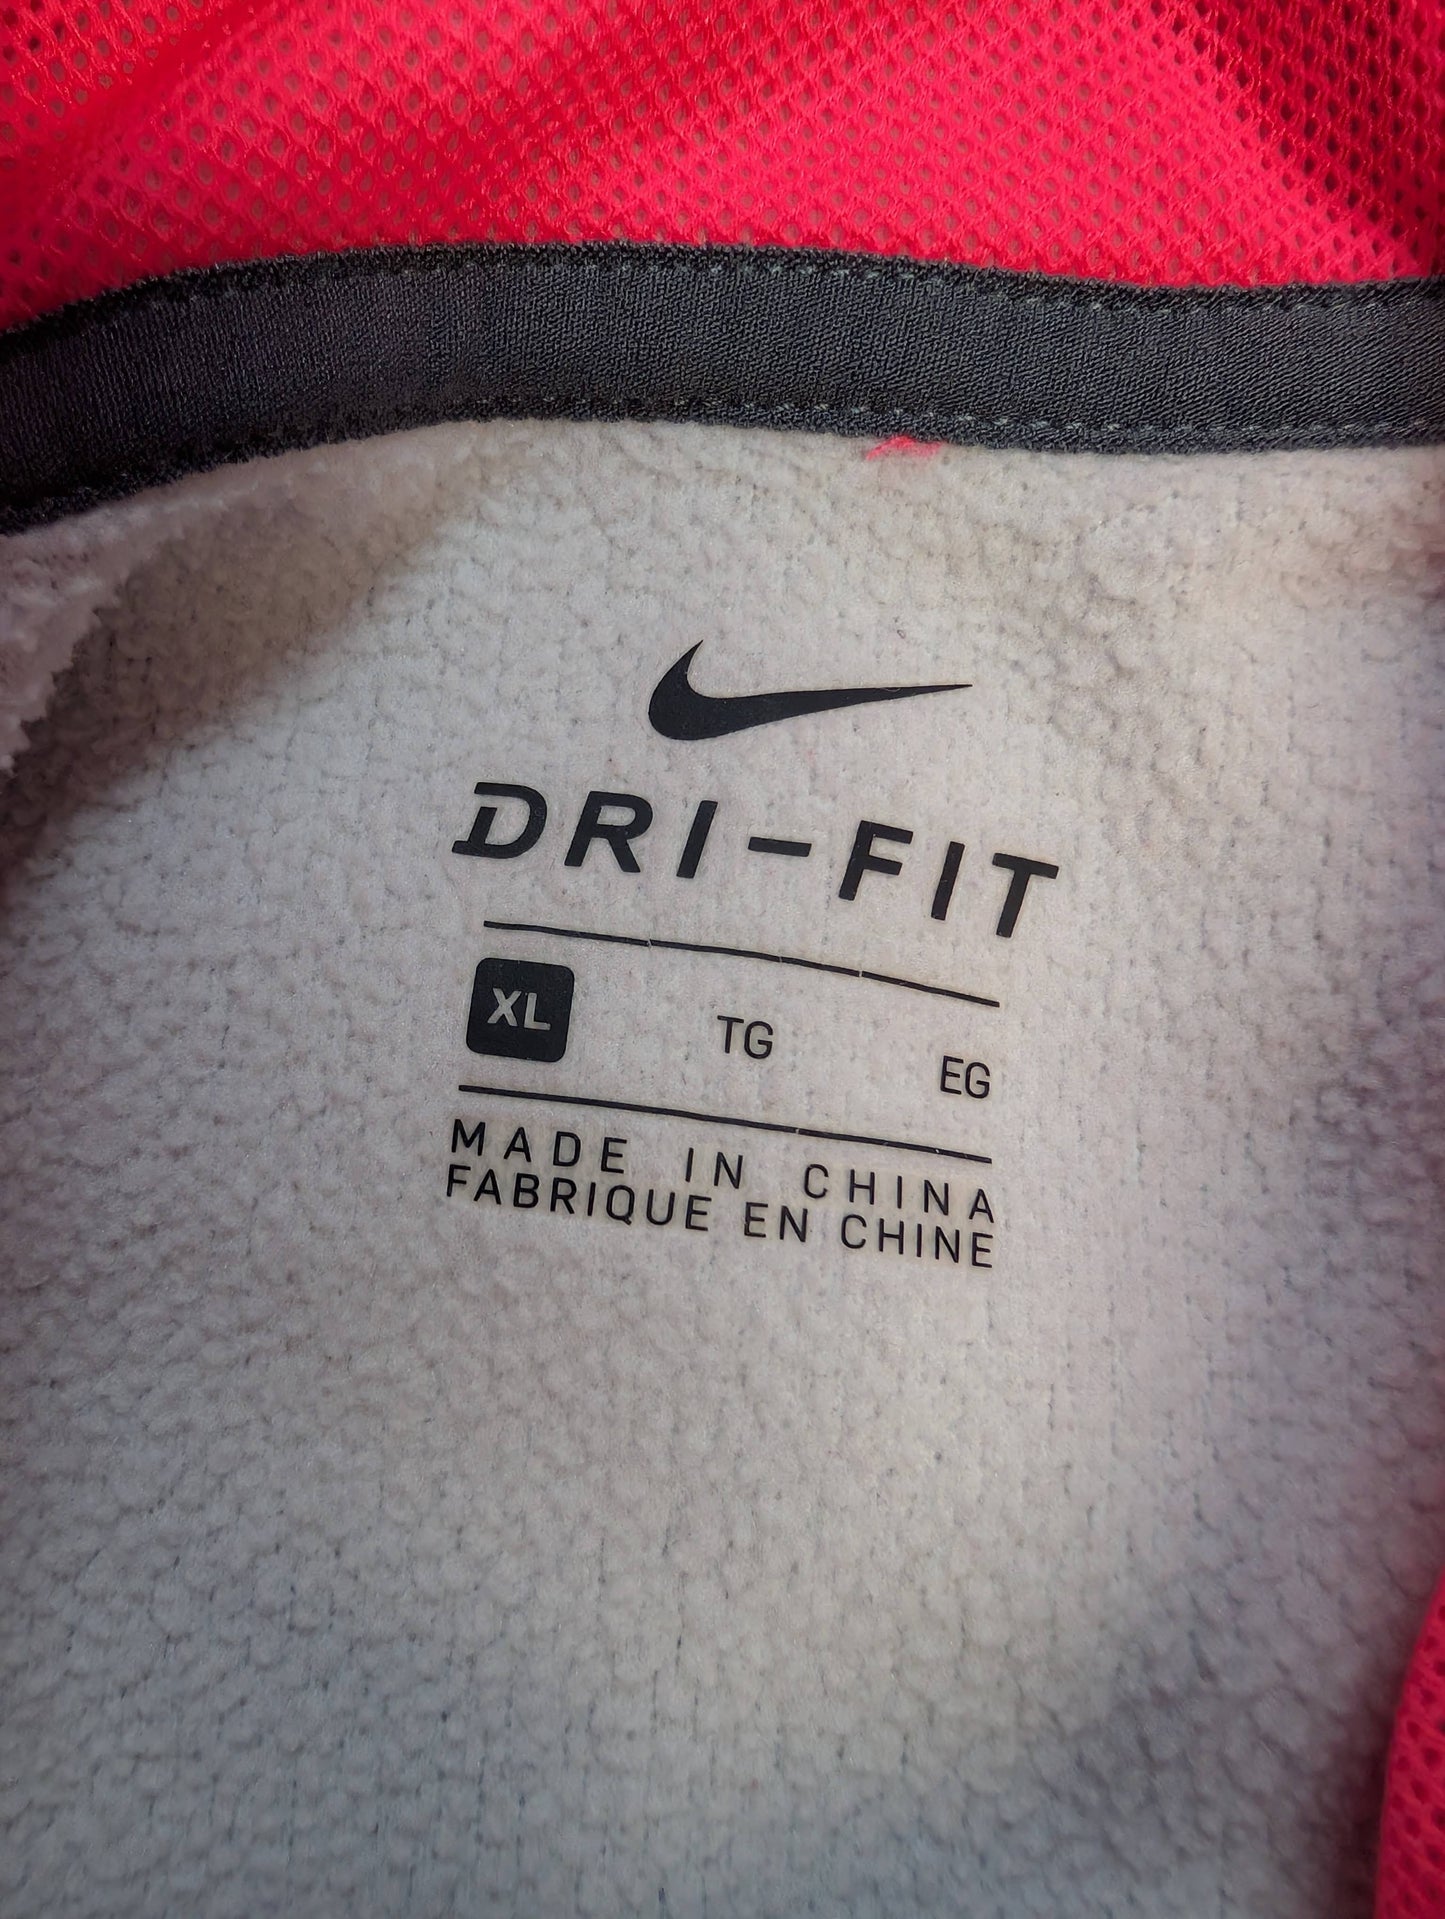 DRI-FIT
XL TG EG
MADE IN CHINA
FABRIQUE EN CHINE